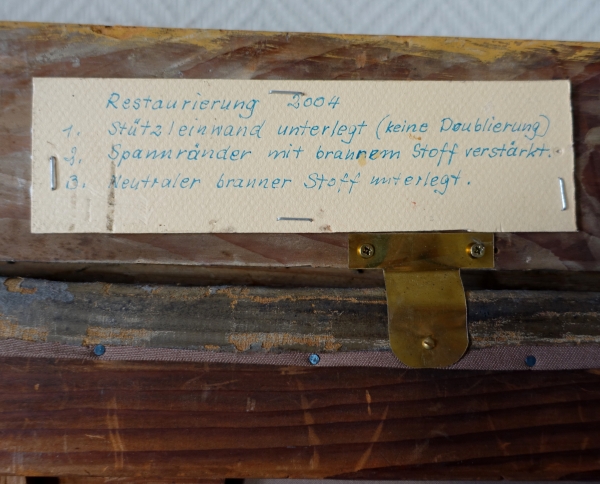 Restaurierung 2004
1. Stützleinwand unterlegt (keine Doublierung)
2. Spannränder mit braunem Stoff verstärkt.
3. Neutraler brauner Stoff unterlegt.